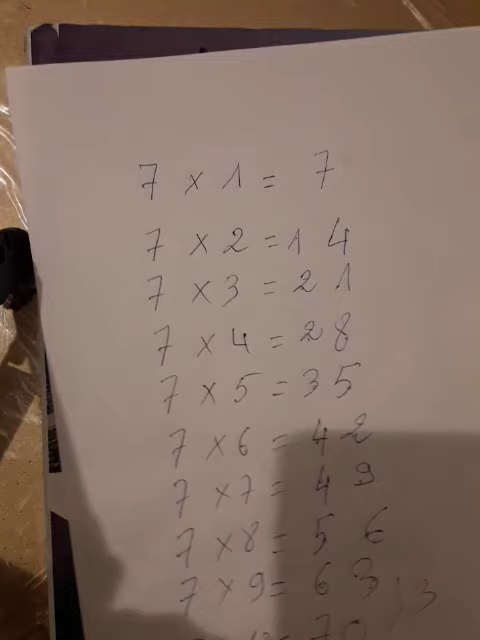 7 x 1 = 7
7 x 2 = 14
7 x 3 = 21
7 x 4 = 28
7 x 5 = 35
7 x 6 = 42
7 x 7 = 49
7 x 8 = 56
7 x 9 = 63
70